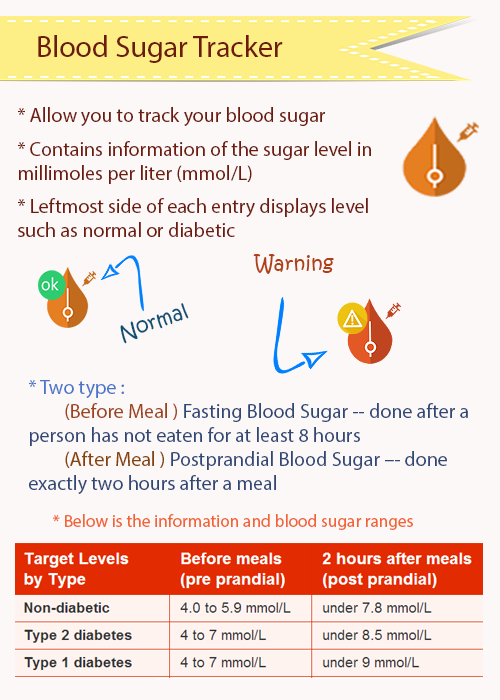 Blood Sugar Tracker
* Allow you to track your blood sugar
* Contains information of the sugar level in
millimoles per liter (mmol/L)
* Leftmost side of each entry displays level
such as normal or diabetic
ok
Normal
Warning
* Two type :
(Before Meal ) Fasting Blood Sugar -- done after a
person has not eaten for at least 8 hours
(After Meal ) Postprandial Blood Sugar –- done
exactly two hours after a meal
* Below is the information and blood sugar ranges
Target Levels
by Type
Before meals
(pre prandial)
2 hours after meals
(post prandial)
Non-diabetic 4.0 to 5.9 mmol/L under 7.8 mmol/L
Type 2 diabetes 4 to 7 mmol/L under 8.5 mmol/L
Type 1 diabetes 4 to 7 mmol/L under 9 mmol/L